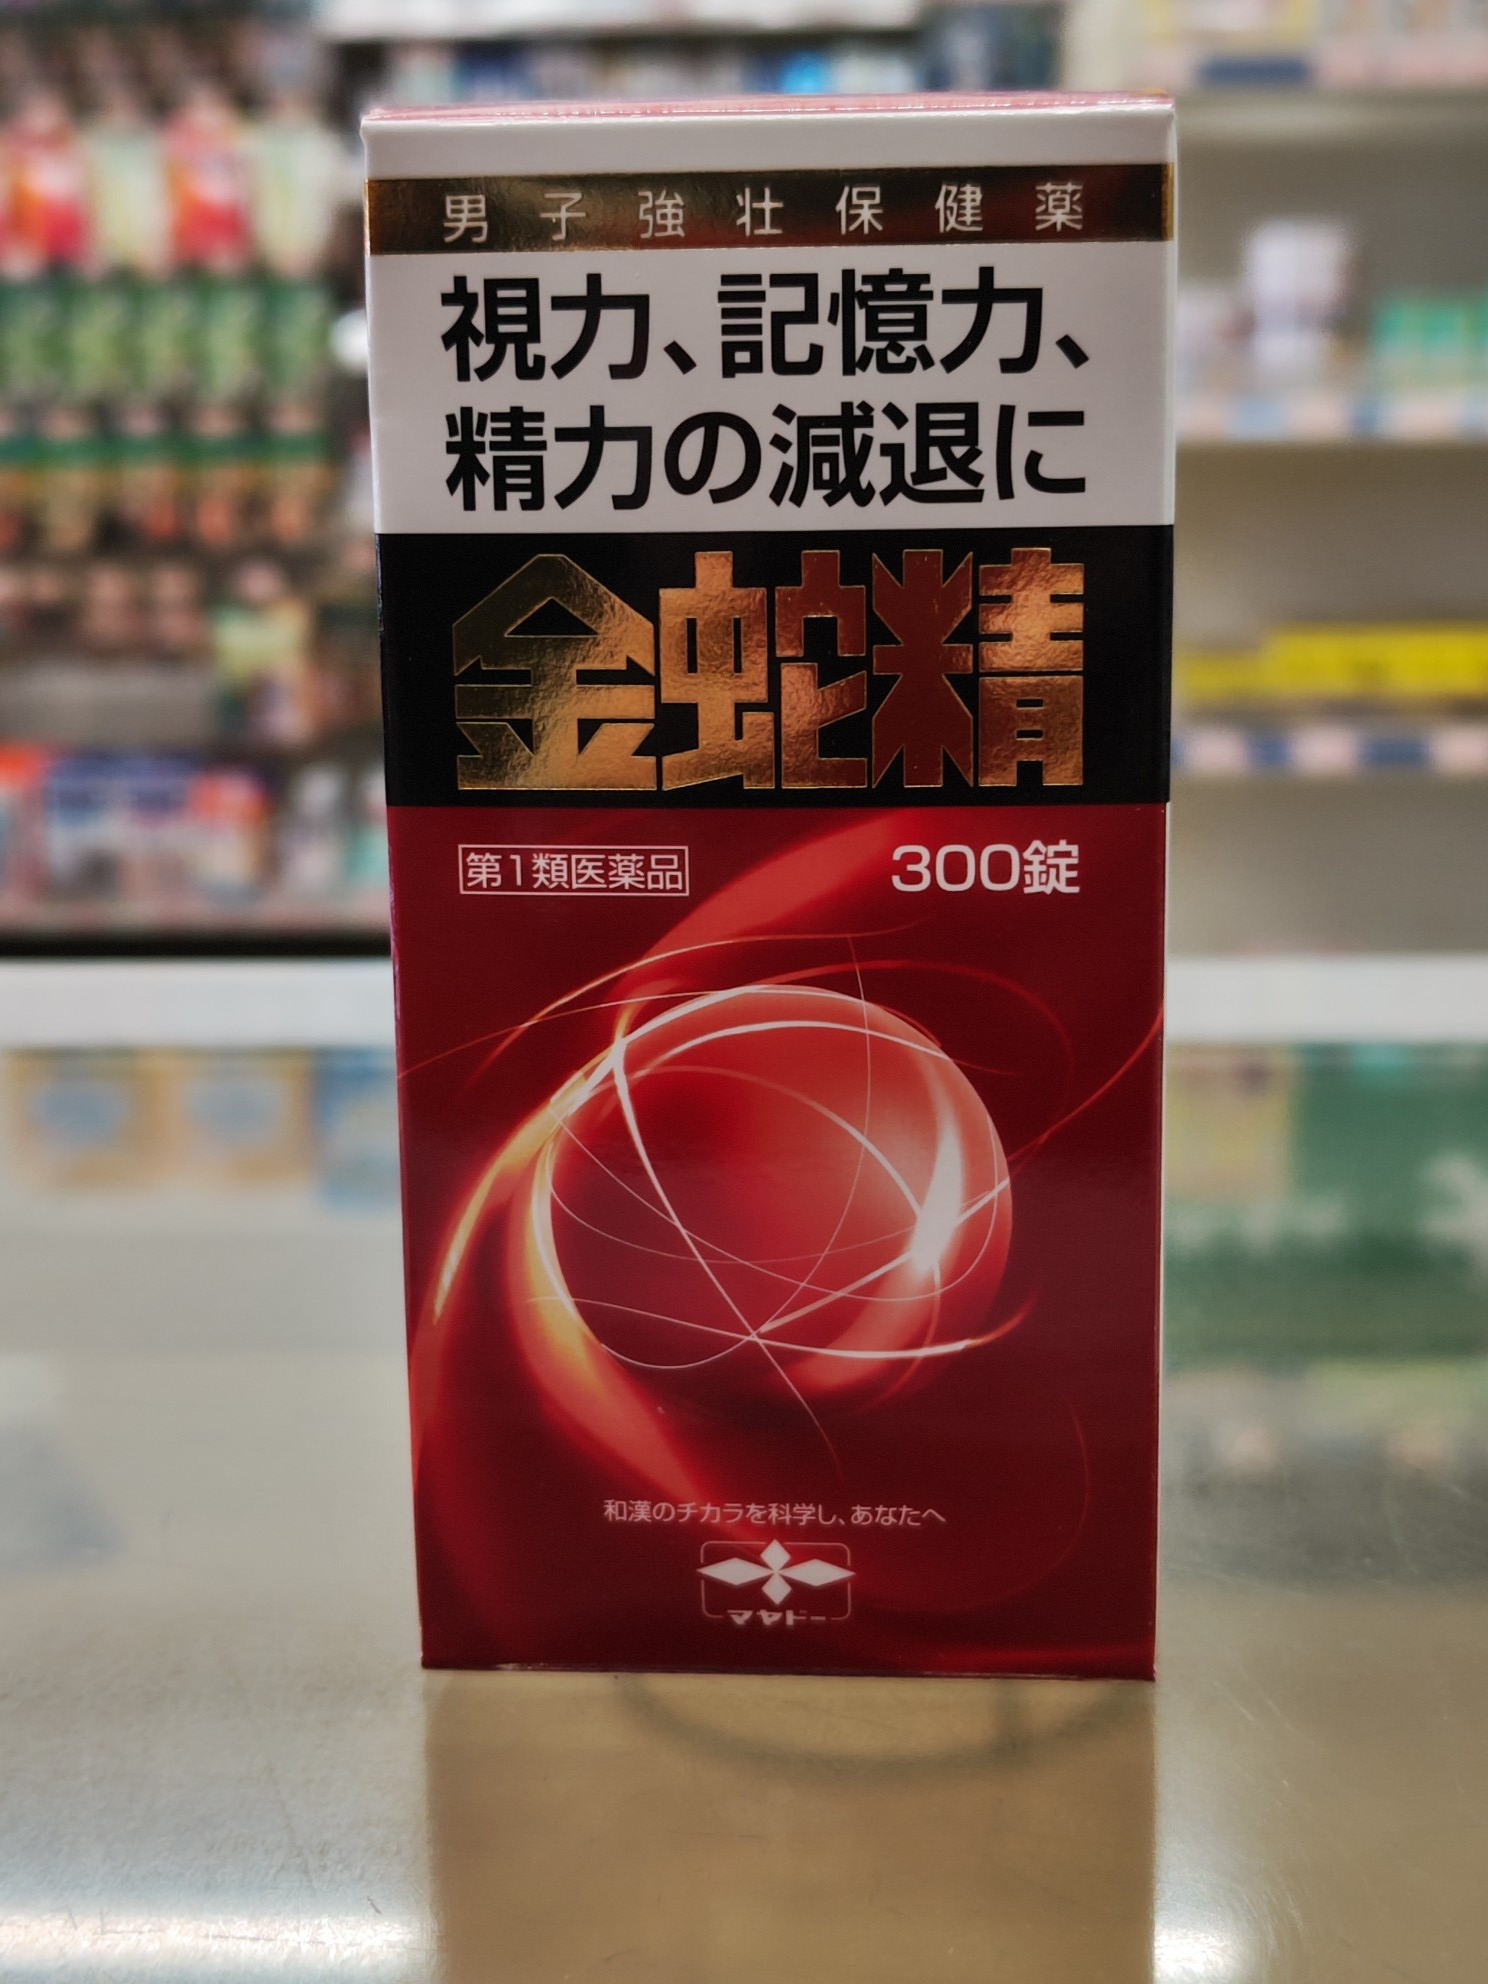 男子強壮保健薬
視力、記憶力、
精力の減退に
金蛇精
第1類医薬品
300錠
和漢のチカラを科学し、あなたへ
マヤドー